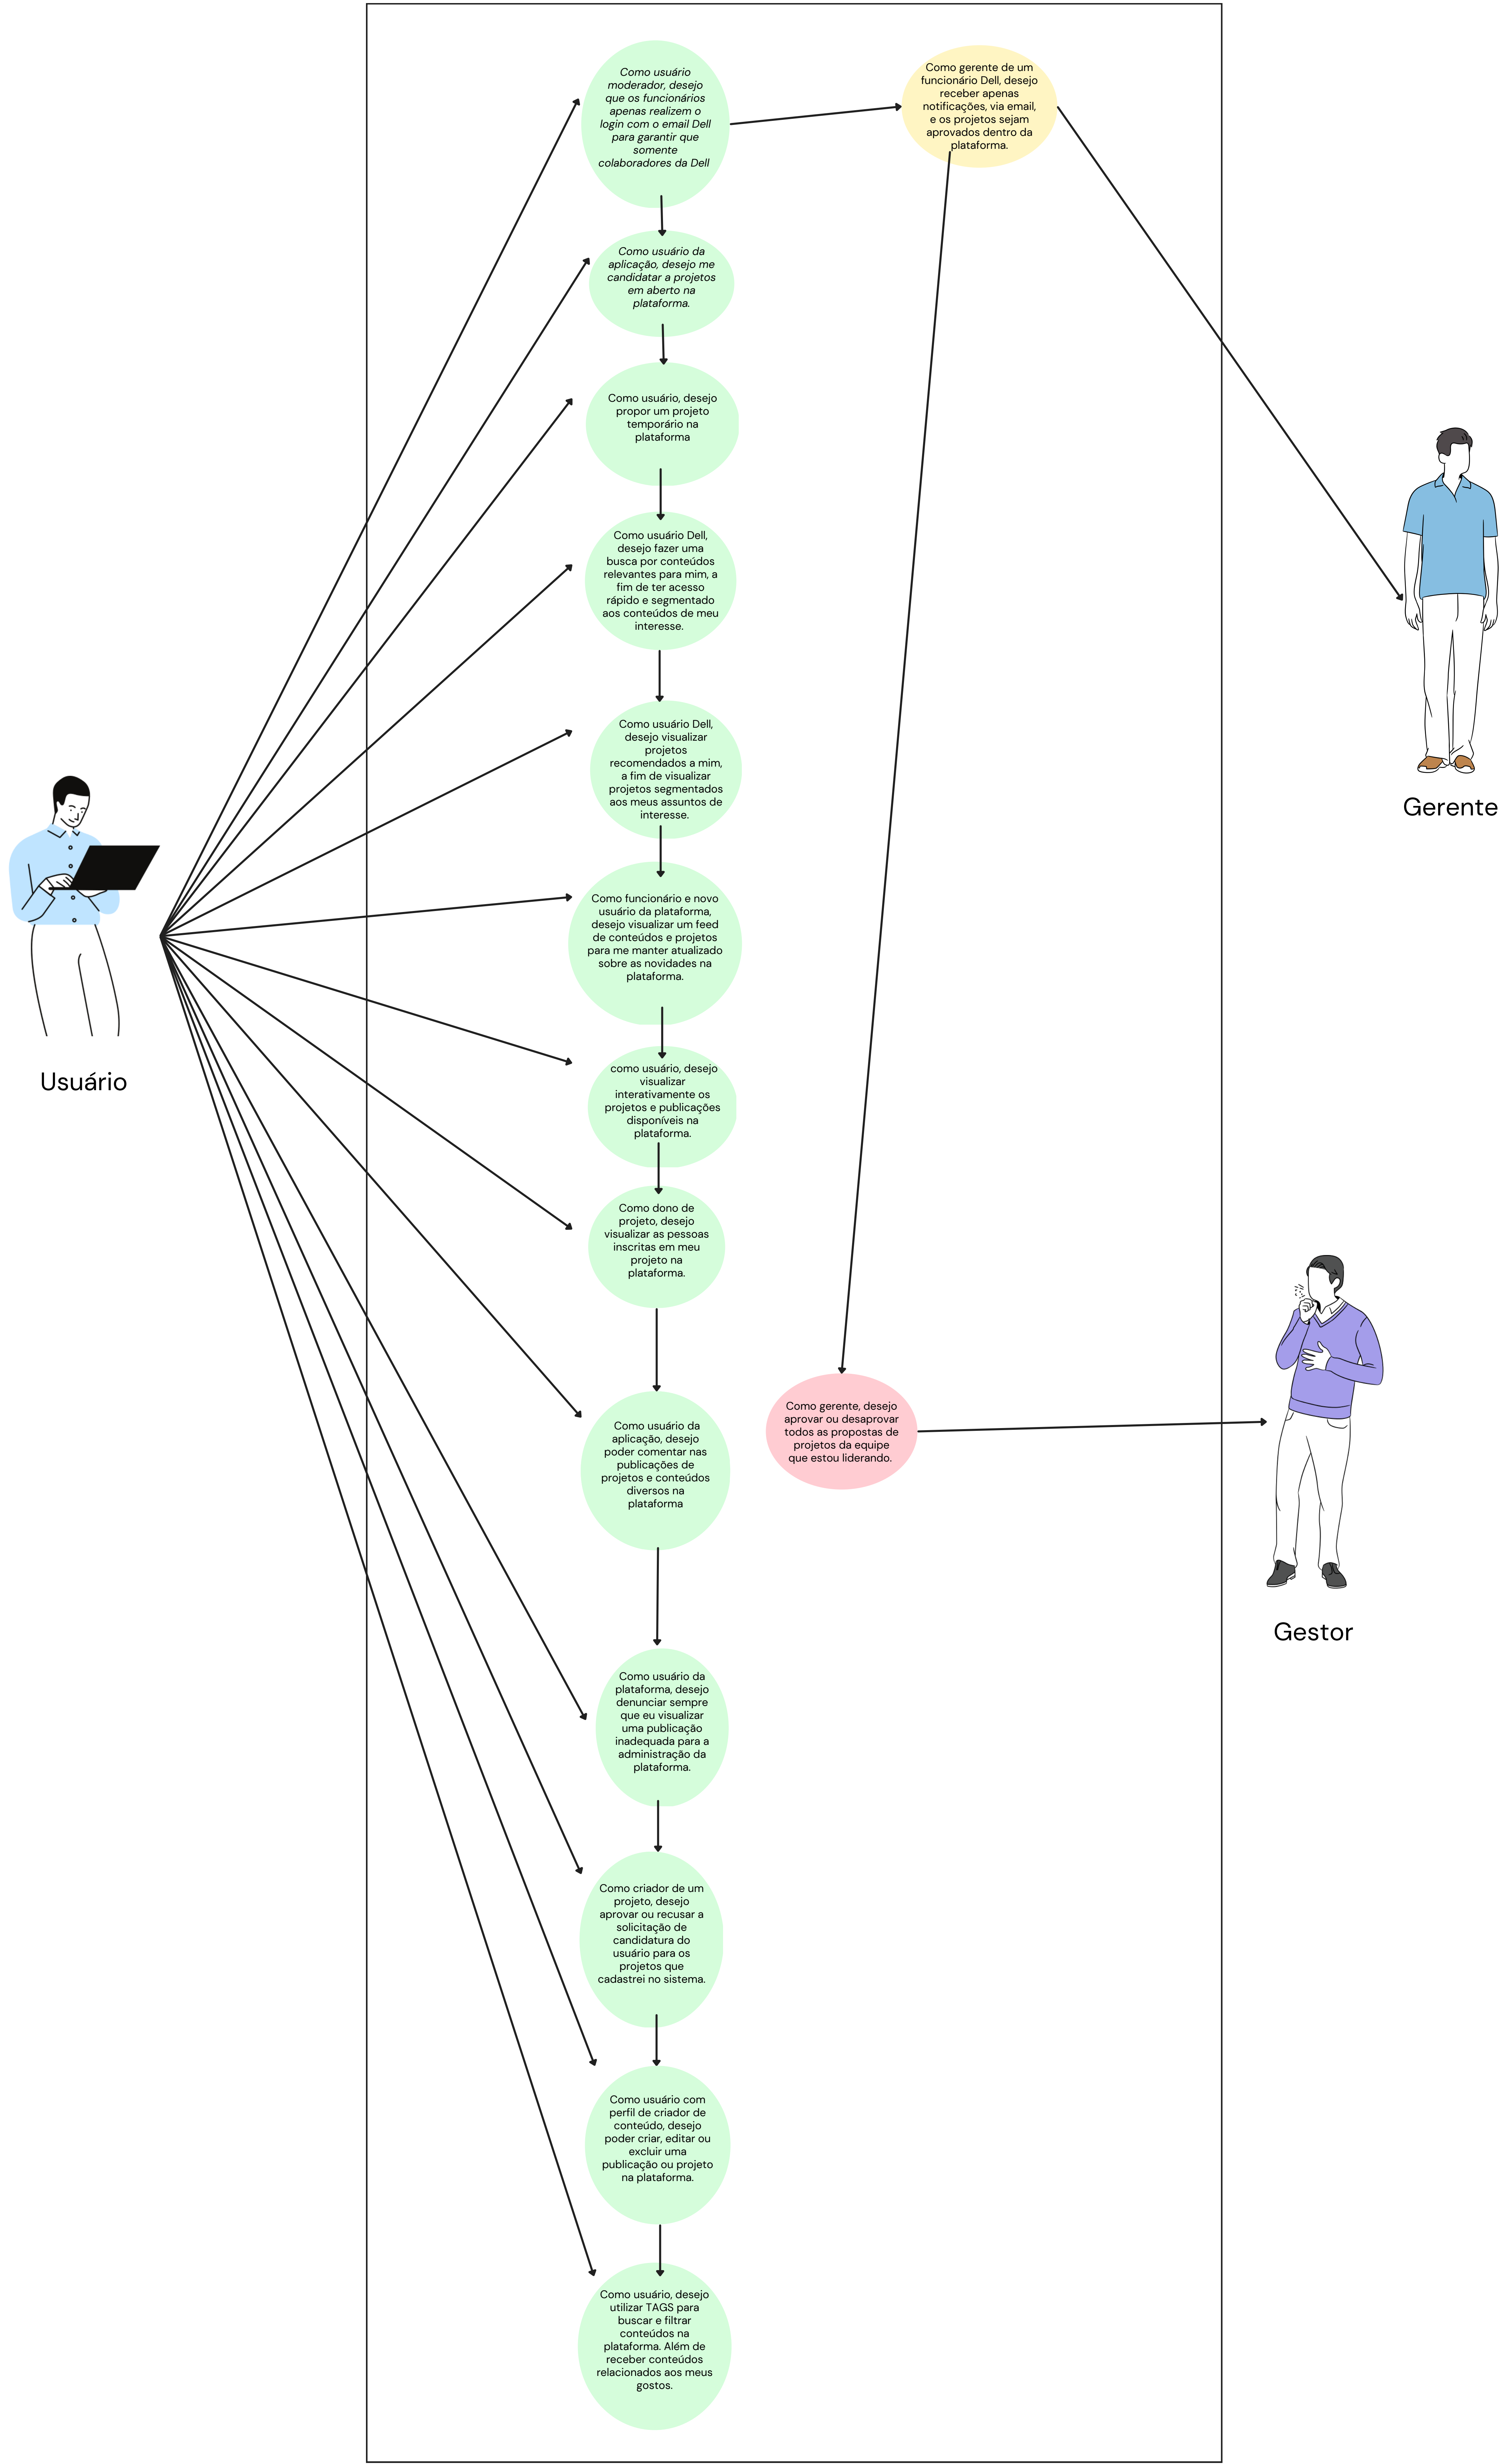 Como usuário
moderador, desejo
que os funcionários
apenas realizem o
login com o email Dell
para garantir que
somente
colaboradores da Dell
Como gerente de um
funcionário Dell, desejo
receber apenas
notificações, via email,
e os projetos sejam
aprovados dentro da
plataforma.
Como usuário da
aplicação, desejo me
candidatar a projetos
em aberto na
plataforma.
Como usuário, desejo
propor um projeto
temporário na
plataforma
Como usuário Dell,
desejo fazer uma
busca por conteúdos
relevantes para mim, a
fim de ter acesso
rápido e segmentado
aos conteúdos de meu
interesse.
Como usuário Dell,
desejo visualizar
projetos
recomendados a mim,
a fim de visualizar
projetos segmentados
aos meus assuntos de
interesse.
Gerente
Como funcionário e novo
usuário da plataforma,
desejo visualizar um feed
de conteúdos e projetos
para me manter atualizado
sobre as novidades na
plataforma.
Usuário
como usuário, desejo
visualizar
interativamente os
projetos e publicações
disponíveis na
plataforma.
Como dono de
projeto, desejo
visualizar as pessoas
inscritas em meu
projeto na
plataforma.
Como gerente, desejo
aprovar ou desaprovar
todos as propostas de
projetos da equipe
que estou liderando.
Como usuário da
aplicação, desejo
poder comentar nas
publicações de
projetos e conteúdos
diversos na
plataforma
Gestor
Como usuário da
plataforma, desejo
denunciar sempre
que eu visualizar
uma publicação
inadequada para a
administração da
plataforma.
Como criador de um
projeto, desejo
aprovar ou recusar a
solicitação de
candidatura do
usuário para os
projetos que
cadastrei no sistema.
Como usuário com
perfil de criador de
conteúdo, desejo
poder criar, editar ou
excluir uma
publicação ou projeto
na plataforma.
Como usuário, desejo
utilizar TAGS para
buscar e filtrar
conteúdos na
plataforma. Além de
receber conteúdos
relacionados aos meus
gostos.